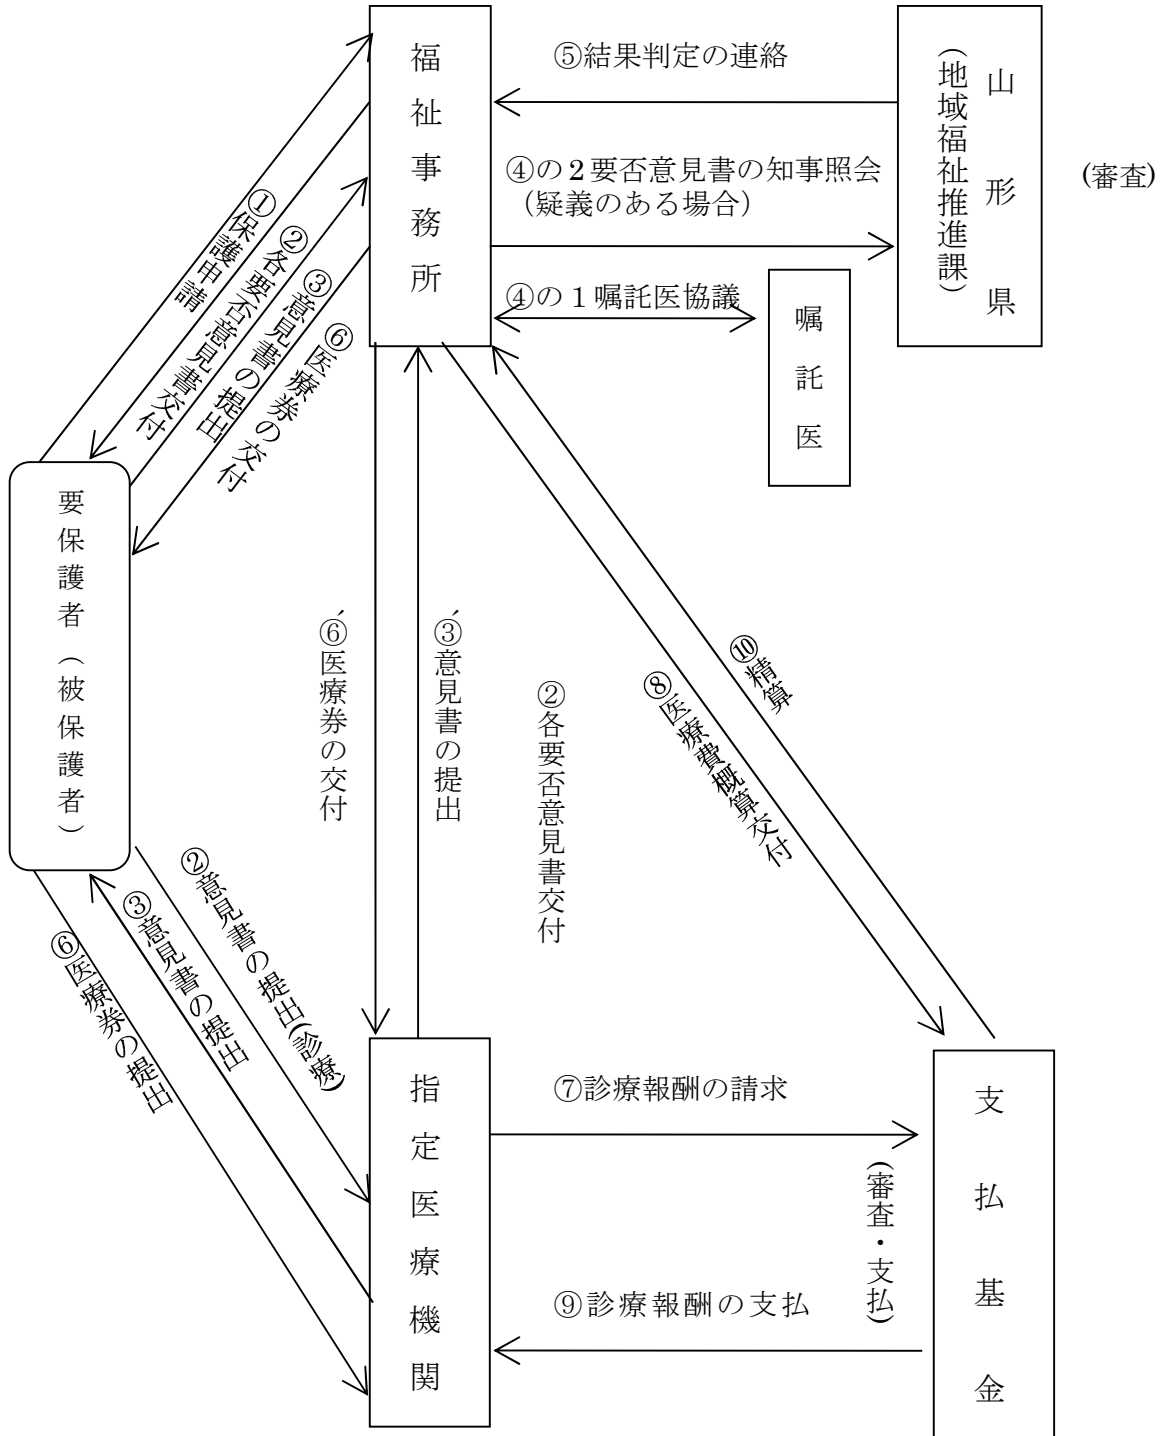 福祉事務所
⑤結果判定の連絡
山形県
(地域福祉推進課)
(審査)
④の2要否意見書の知事照会
(疑義のある場合)
④の1嘱託医協議
嘱託医
①保護申請
②各要否意見書交付
③意見書の提出
⑥医療券の交付
要保護者(被保護者)
⑥´医療券の交付
③´意見書の提出
②各要否意見書交付
⑧医療費概算交付
⑩精算
②意見書の提出(診療)
③意見書の提出
⑥医療券の提出
指定医療機関
⑦診療報酬の請求
(審査・支払)
⑨診療報酬の支払
支払基金